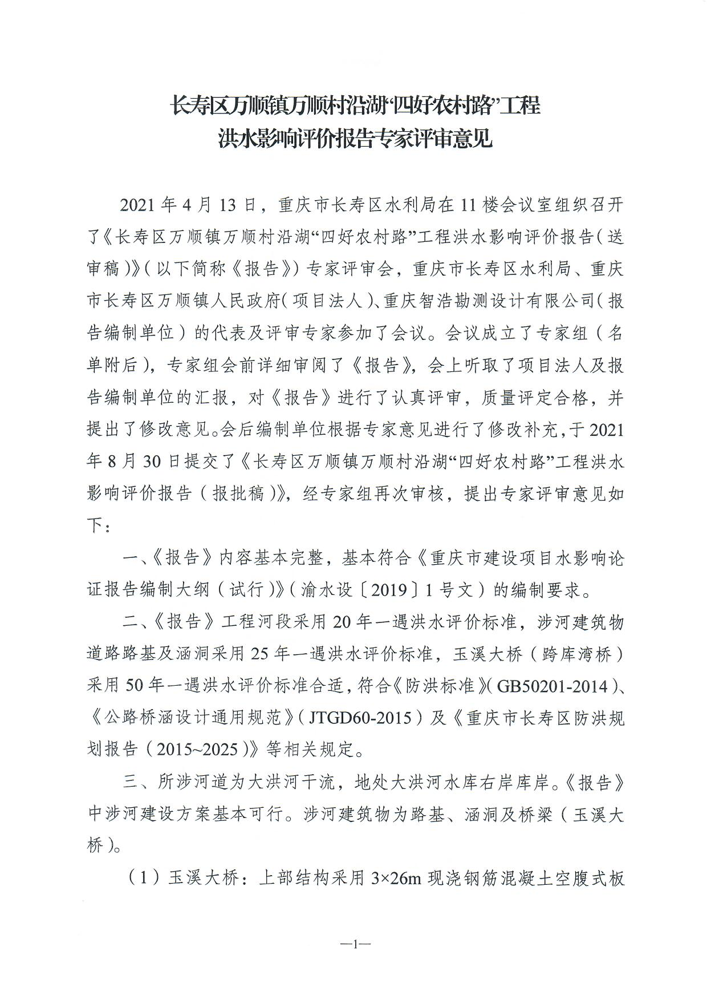 长寿区万顺镇万顺村沿湖“四好农村路”工程
洪水影响评价报告专家评审意见
2021 年 4 月 13 日，重庆市长寿区水利局在 11 楼会议室组织召开
了《长寿区万顺镇万顺村沿湖“四好农村路”工程洪水影响评价报告（送
审稿）》（以下简称《报告》）专家评审会，重庆市长寿区水利局、重庆
市长寿区万顺镇人民政府（项目法人）、重庆智浩勘测设计有限公司（报
告编制单位）的代表及评审专家参加了会议。会议成立了专家组（名
单附后），专家组会前详细审阅了《报告》，会上听取了项目法人及报
告编制单位的汇报，对《报告》进行了认真评审，质量评定合格，并
提出了修改意见。会后编制单位根据专家意见进行了修改补充，于 2021
年 8 月 30 日提交了《长寿区万顺镇万顺村沿湖“四好农村路”工程洪水
影响评价报告（报批稿）》，经专家组再次审核，提出专家评审意见如
下：
一、《报告》内容基本完整，基本符合《重庆市建设项目水影响论
证报告编制大纲（试行）》（渝水设〔2019〕1 号文）的编制要求。
二、《报告》工程河段采用 20 年一遇洪水评价标准，涉河建筑物
道路路基及涵洞采用 25 年一遇洪水评价标准，玉溪大桥（跨库湾桥）
采用 50 年一遇洪水评价标准合适，符合《防洪标准》（GB50201-2014）、
《公路桥涵设计通用规范》（JTGD60-2015）及《重庆市长寿区防洪规
划报告（2015~2025）》等相关规定。
三、所涉河道为大洪河干流，地处大洪河水库右岸库岸。《报告》
中涉河建设方案基本可行。涉河建筑物为路基、涵洞及桥梁（玉溪大
桥）。
（1）玉溪大桥：上部结构采用 3×26m 现浇钢筋混凝土空腹式板
—1—